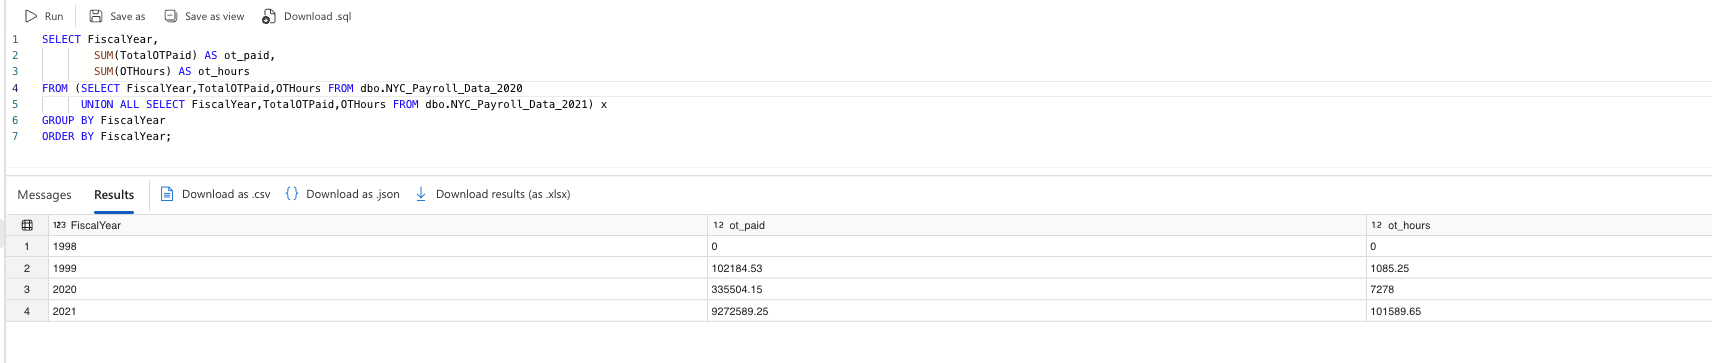 Run Save as Save as view Download .sql
1 SELECT FiscalYear,
2 SUM(TotalOTPaid) AS ot_paid,
3 SUM(OTHours) AS ot_hours
4 FROM (SELECT FiscalYear,TotalOTPaid,OTHours FROM dbo.NYC_Payroll_Data_2020
5 UNION ALL SELECT FiscalYear,TotalOTPaid,OTHours FROM dbo.NYC_Payroll_Data_2021) x
6 GROUP BY FiscalYear
7 ORDER BY FiscalYear;
Messages Results Download as .csv {} Download as .json Download results (as .xlsx)
123 FiscalYear 1.2 ot_paid 1.2 ot_hours
1 1998 0 0
2 1999 102184.53 1085.25
3 2020 335504.15 7278
4 2021 9272589.25 101589.65